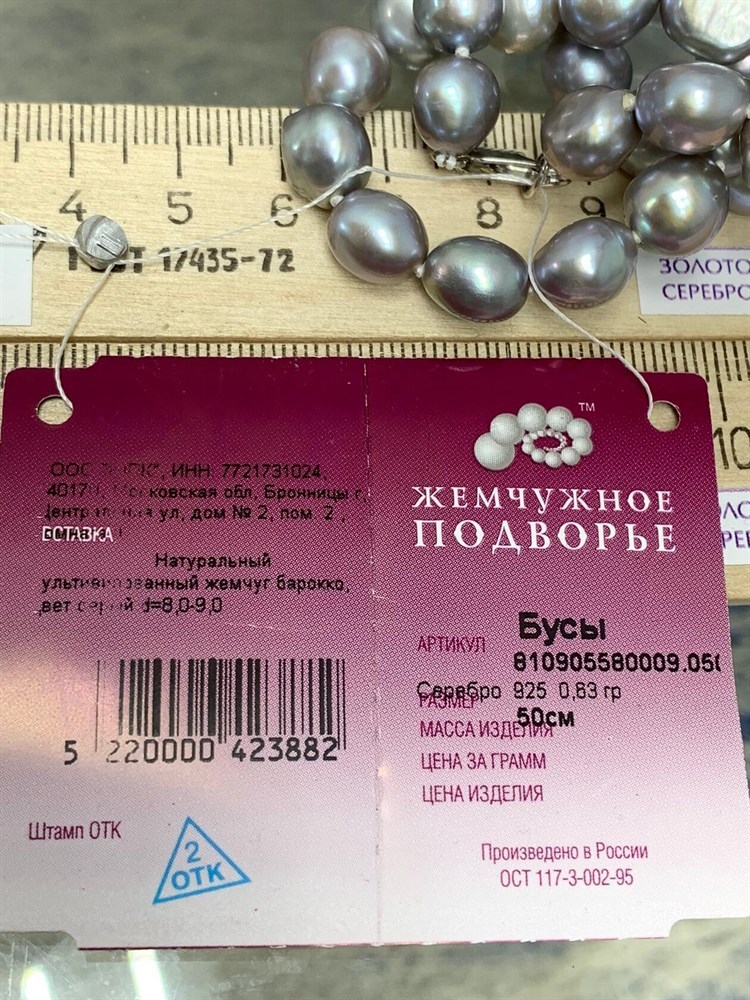 4 5 6 8 9
ГОСТ 17435-72
ЗОЛОТО
СЕРЕБРО
10
ТМ
ЖЕМЧУЖНОЕ
ПОДВОРЬЕ
ИНН: 7721731024,
Московская обл, Бронницы г,
ул, дом № 2, пом. 2 ,
ВСТАВКА
Натуральный
жемчуг барокко,
d=8,0-9,0
5 220000 423882
Штамп ОТК
2
ОТК
Бусы
АРТИКУЛ
810905580009.050
Серебро 925 0,63 гр
РАЗМЕР
50см
МАССА ИЗДЕЛИЯ
ЦЕНА ЗА ГРАММ
ЦЕНА ИЗДЕЛИЯ
Произведено в России
ОСТ 117-3-002-95